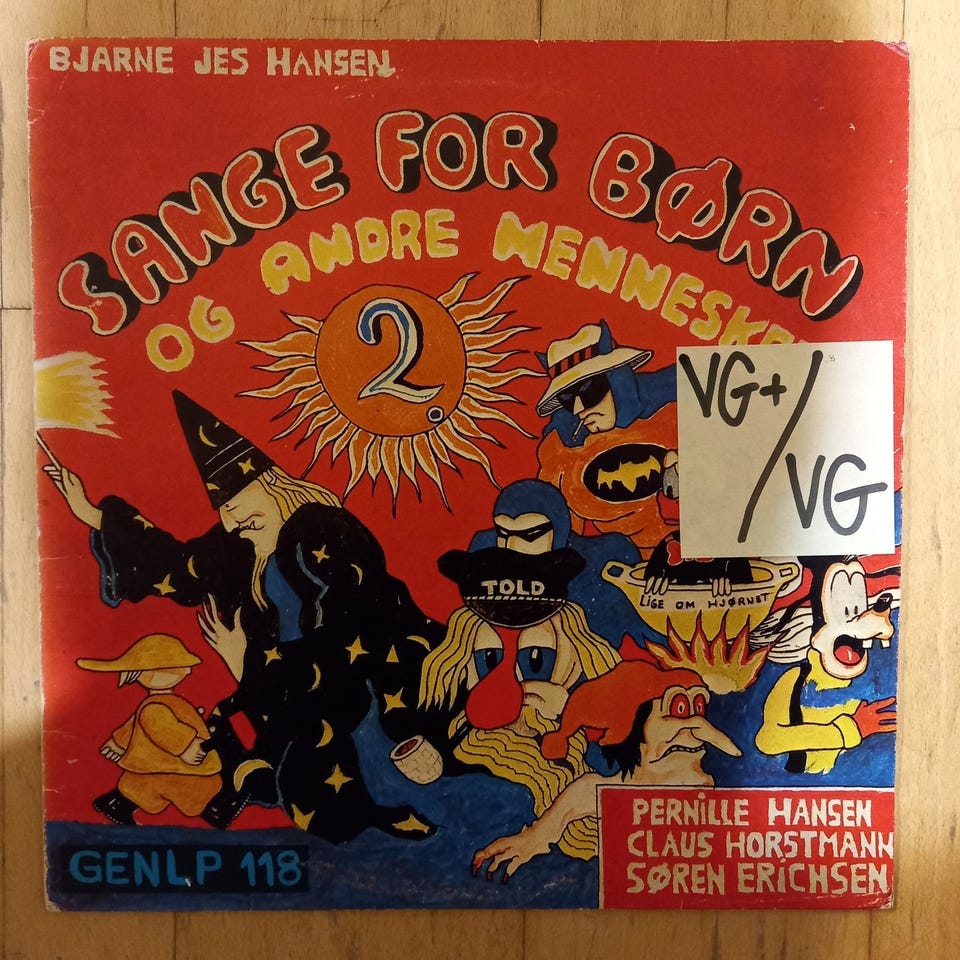 BJARNE JES HANSEN
SANGE FOR BØRN
OG ANDRE
2.
VG+/
VG
TOLD
LIGE OM HJØRNET
PERNILLE HANSEN
CLAUS HORSTMANN
SØREN ERICHSEN
GENLP 118